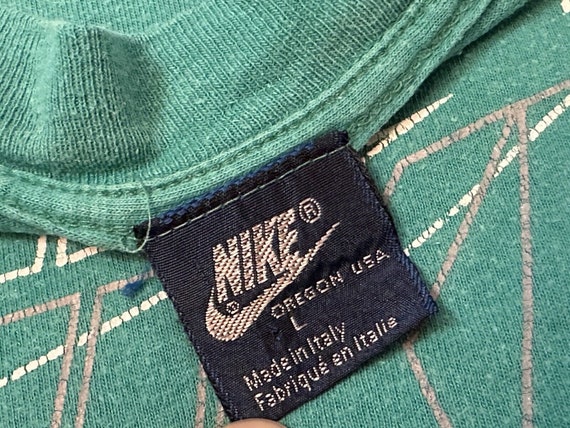 NIKE®
®
OREGON USA
L
Made in Italy
Fabriqué en Italie